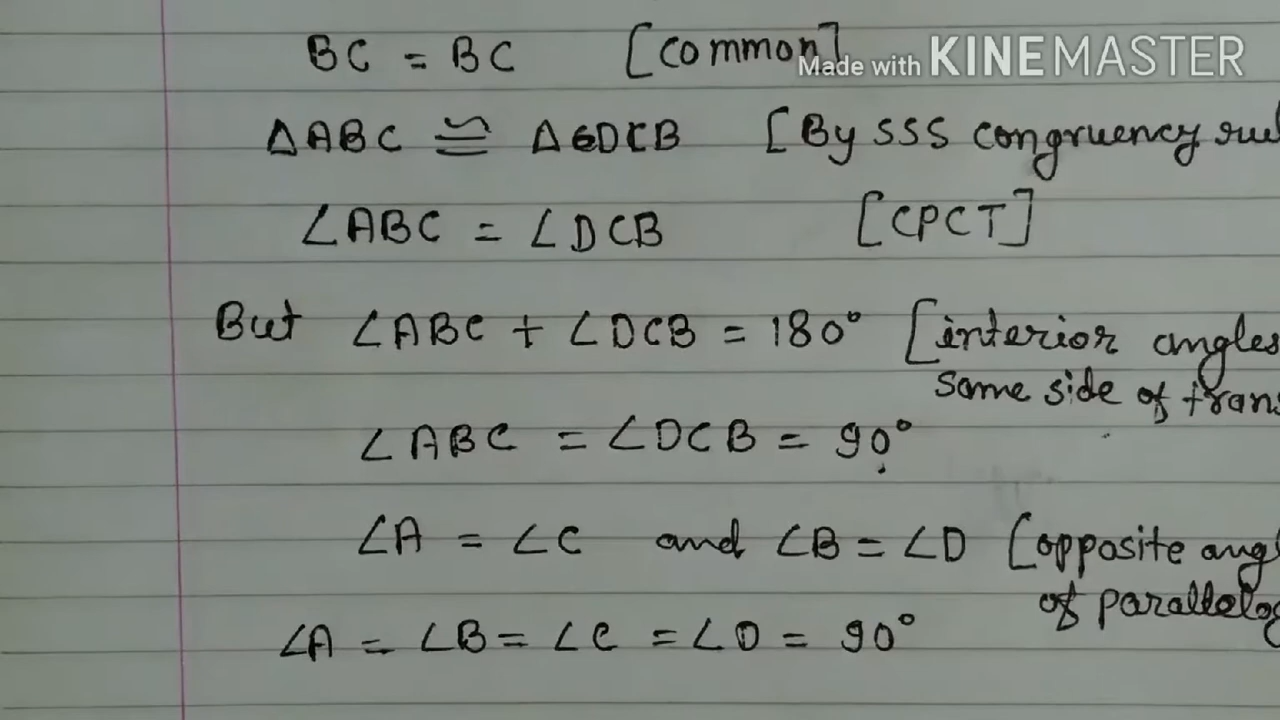 BC = BC [common]
Made with KINEMASTER
ΔABC ≅ ΔDCB [By SSS congruency
∠ABC = ∠DCB [CPCT]
But ∠ABC + ∠DCB = 180° [interior angles
same side of
∠ABC = ∠DCB = 90°
∠A = ∠C and ∠B = ∠D [opposite
of
∠A = ∠B = ∠C = ∠D = 90°